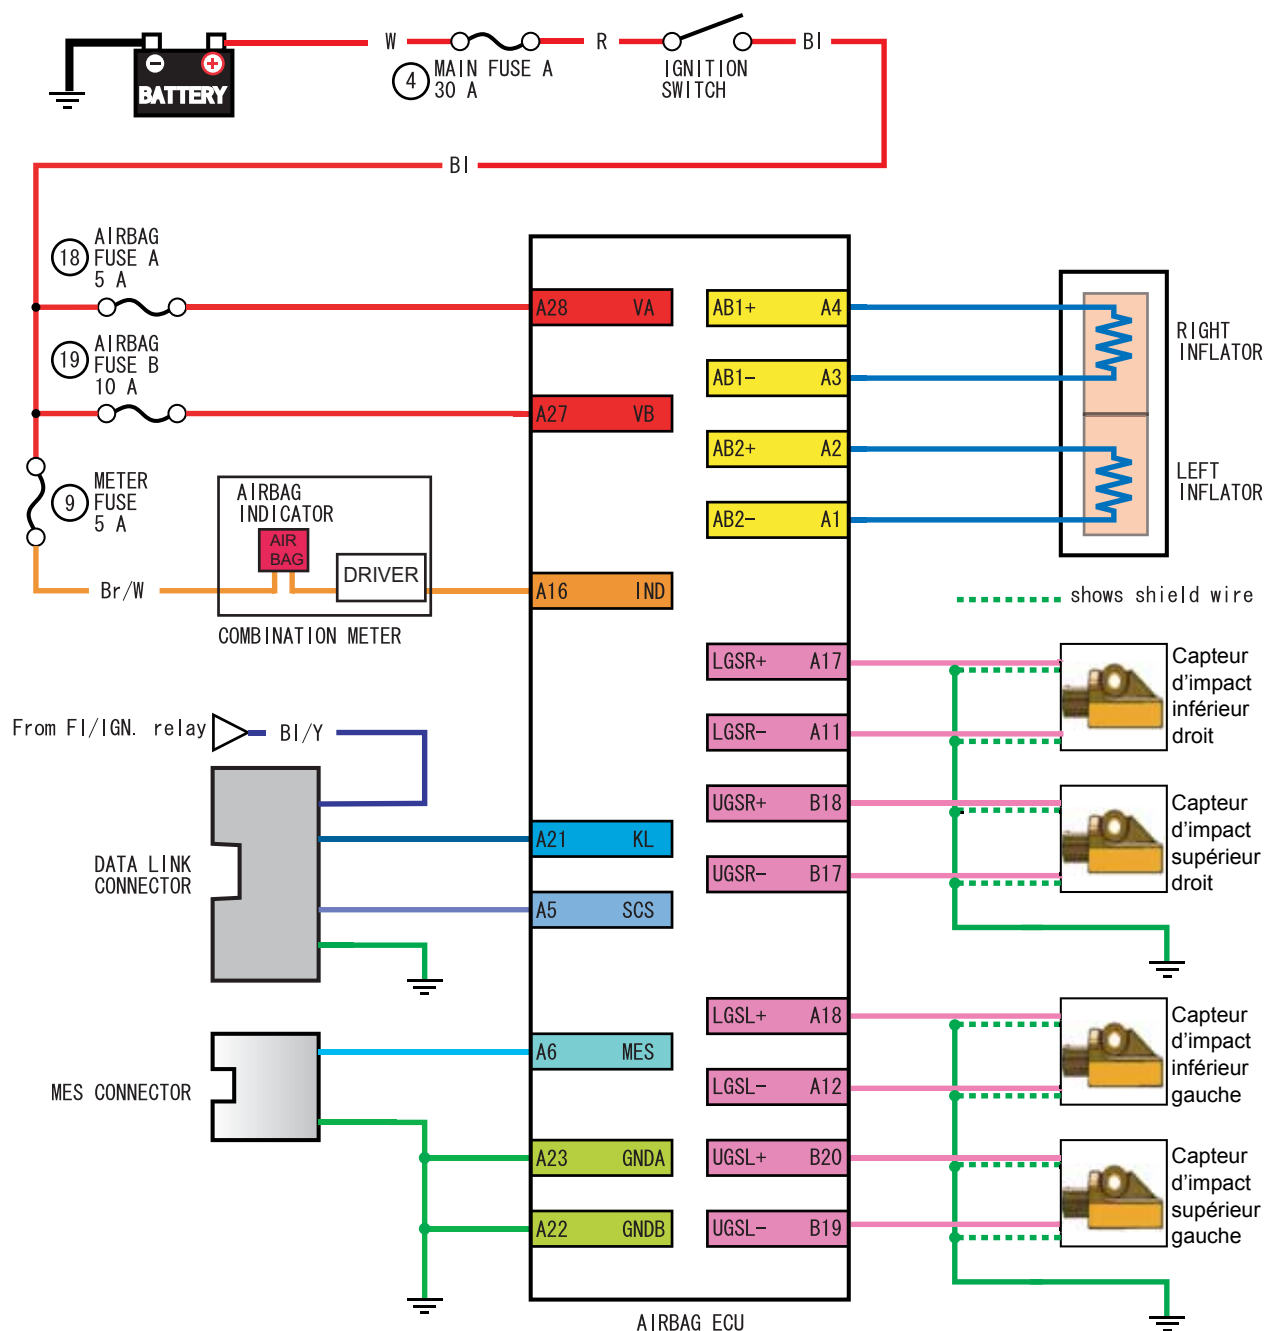 W
R
Bl
4
MAIN FUSE A
30 A
IGNITION
SWITCH
BATTERY
Bl
18
AIRBAG
FUSE A
5 A
19
AIRBAG
FUSE B
10 A
9
METER
FUSE
5 A
Br/W
AIRBAG
INDICATOR
AIR
BAG
DRIVER
COMBINATION METER
From FI/IGN. relay
Bl/Y
DATA LINK
CONNECTOR
MES CONNECTOR
A28 VA
A27 VB
A16 IND
A21 KL
A5 SCS
A6 MES
A23 GNDA
A22 GNDB
AB1+ A4
AB1− A3
AB2+ A2
AB2− A1
LGSR+ A17
LGSR− A11
UGSR+ B18
UGSR− B17
LGSL+ A18
LGSL− A12
UGSL+ B20
UGSL− B19
AIRBAG ECU
RIGHT
INFLATOR
LEFT
INFLATOR
shows shield wire
Capteur
d’impact
inférieur
droit
Capteur
d’impact
supérieur
droit
Capteur
d’impact
inférieur
gauche
Capteur
d’impact
supérieur
gauche